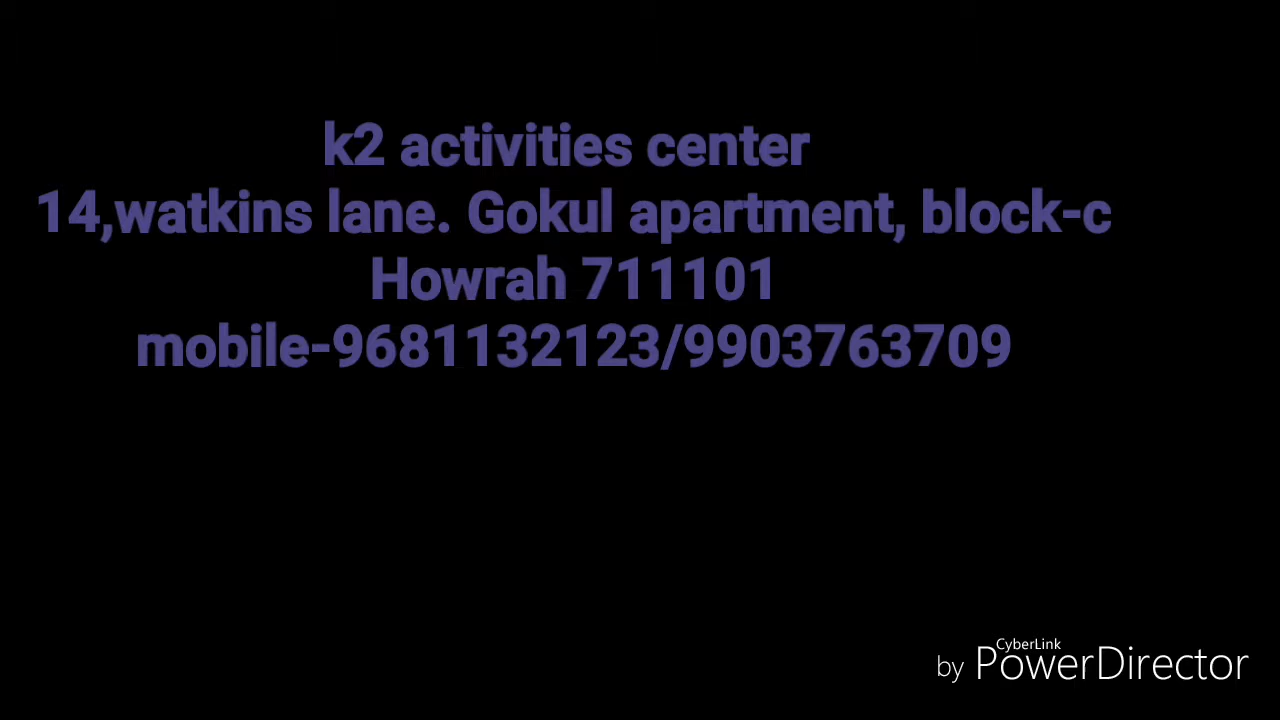 k2 activities center
14,watkins lane. Gokul apartment, block-c
Howrah 711101
mobile-9681132123/9903763709
CyberLink
by PowerDirector